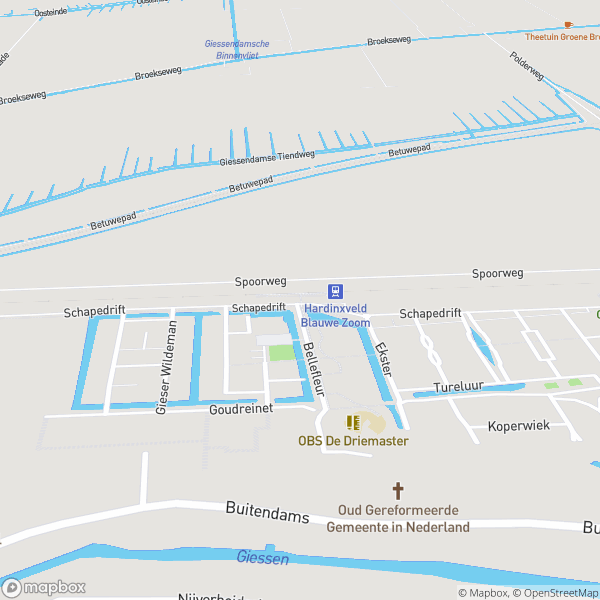 Oosteinde
Giessendamsche
Binnenvliet
Broekseweg
Theetuin Groene Bro
Polderweg
Broekseweg
Broekseweg
Giessendamse Tiendweg
Betuwepad
Betuwepad
Betuwepad
Spoorweg
Spoorweg
Schapedrift
Schapedrift
Hardinxveld
Blauwe Zoom
Schapedrift
Gieser Wildeman
Bellefleur
Ekster
Tureluur
Goudreinet
Koperwiek
OBS De Driemaster
Oud Gereformeerde
Gemeente in Nederland
Buitendams
Bu
Giessen
mapbox
© Mapbox, © OpenStreetMap